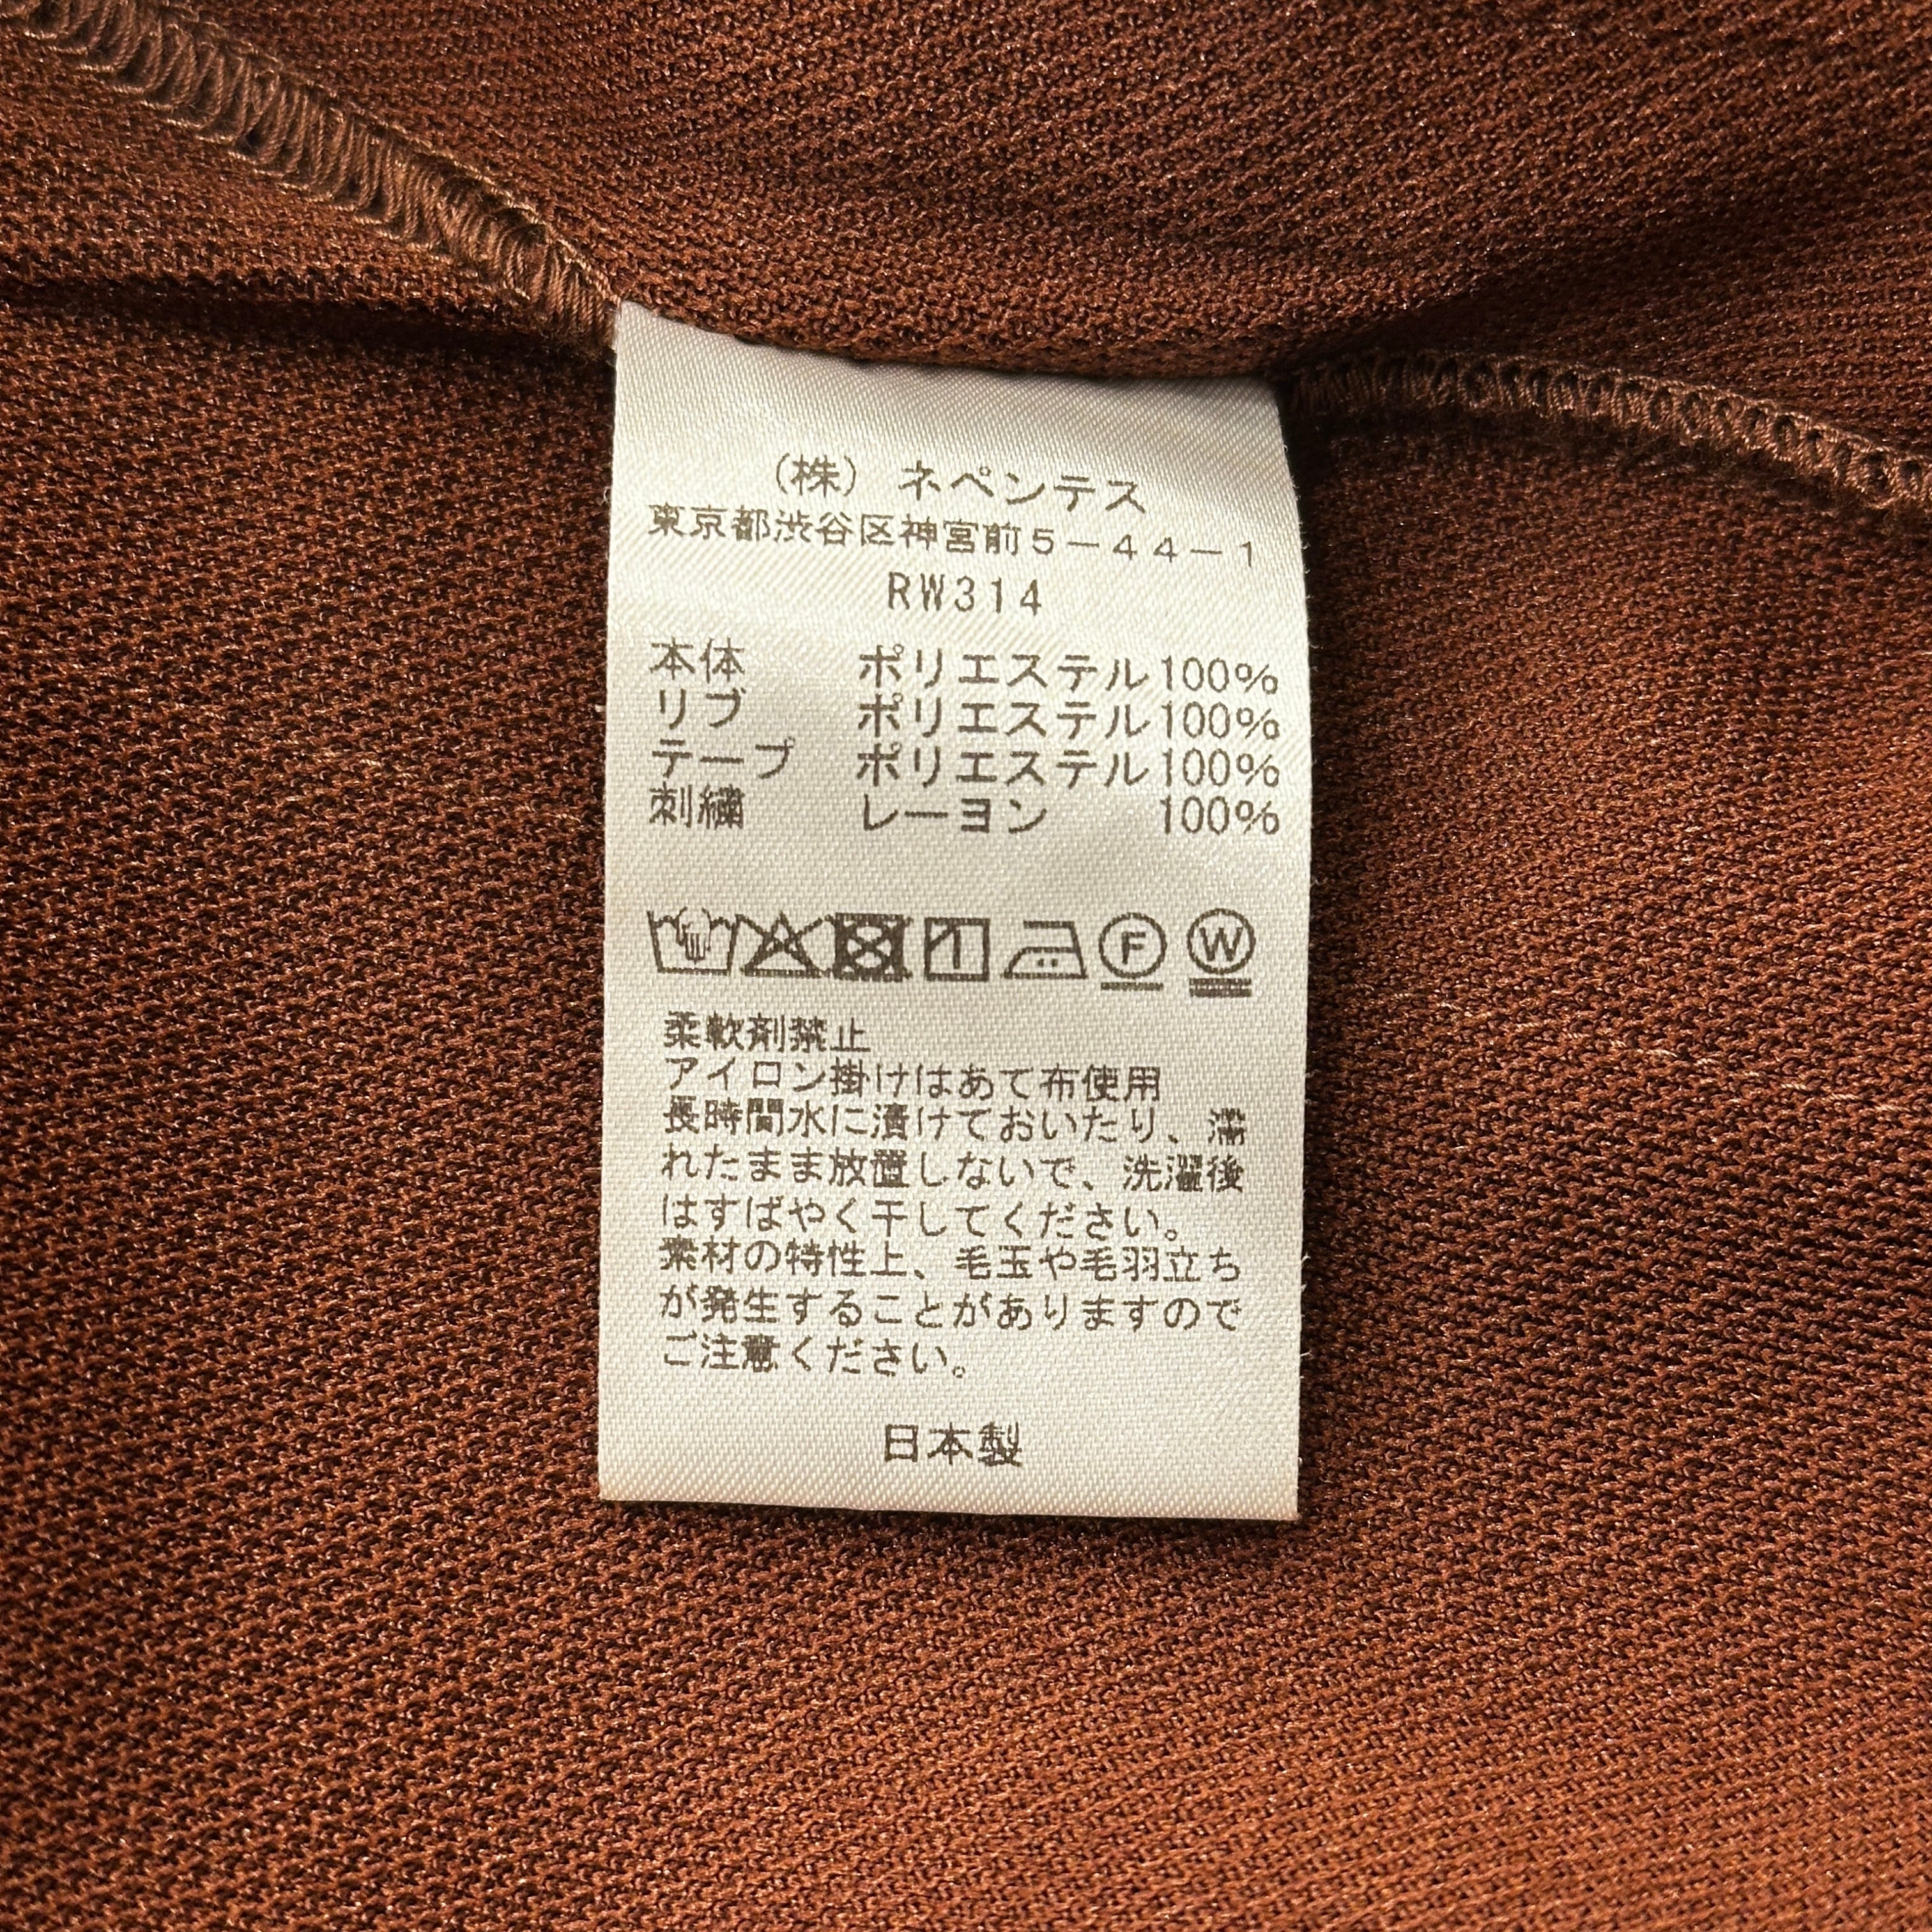 (株) ネペンテス
東京都渋谷区神宮前5-44-1
RW314
本体 ポリエステル100%
リブ ポリエステル100%
テープ ポリエステル100%
刺繍 レーヨン 100%
F W
柔軟剤禁止
アイロン掛けはあて布使用
長時間水に漬けておいたり、濡
れたまま放置しないで、洗濯後
はすばやく干してください。
素材の特性上、毛玉や毛羽立ち
が発生することがありますので
ご注意ください。
日本製